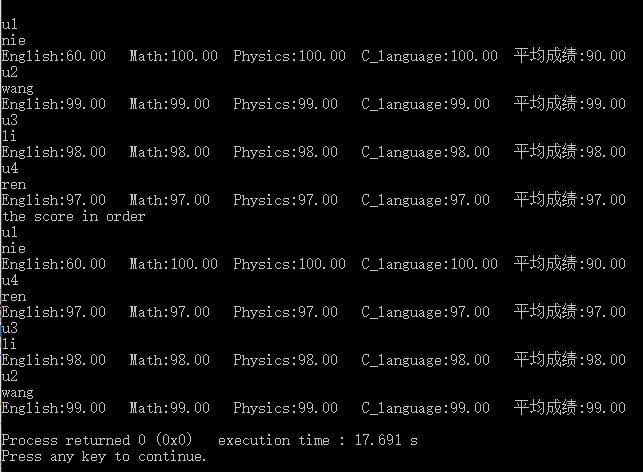 u1
nie
English:60.00 Math:100.00 Physics:100.00 C_language:100.00 平均成绩:90.00
u2
wang
English:99.00 Math:99.00 Physics:99.00 C_language:99.00 平均成绩:99.00
u3
li
English:98.00 Math:98.00 Physics:98.00 C_language:98.00 平均成绩:98.00
u4
ren
English:97.00 Math:97.00 Physics:97.00 C_language:97.00 平均成绩:97.00
the score in order
u1
nie
English:60.00 Math:100.00 Physics:100.00 C_language:100.00 平均成绩:90.00
u4
ren
English:97.00 Math:97.00 Physics:97.00 C_language:97.00 平均成绩:97.00
u3
li
English:98.00 Math:98.00 Physics:98.00 C_language:98.00 平均成绩:98.00
u2
wang
English:99.00 Math:99.00 Physics:99.00 C_language:99.00 平均成绩:99.00
Process returned 0 (0x0) execution time : 17.691 s
Press any key to continue.